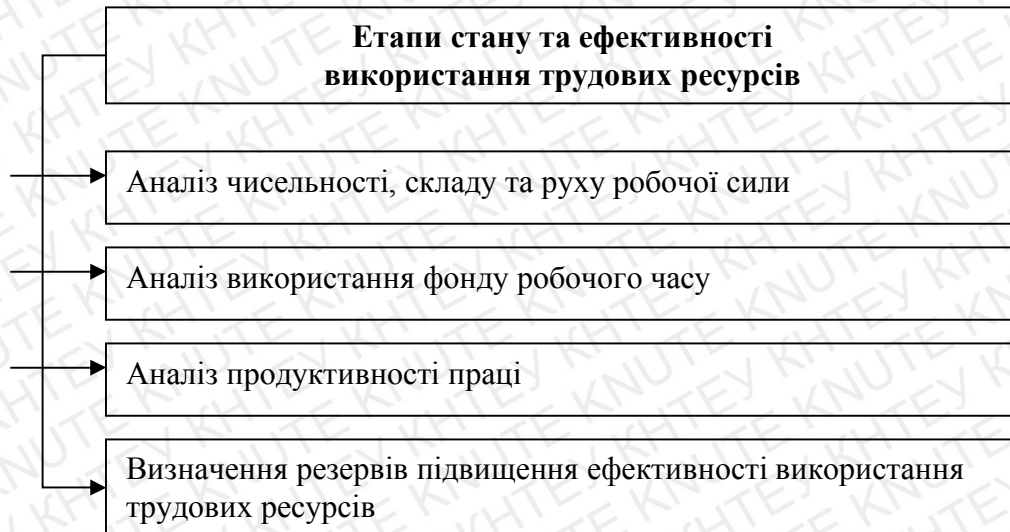 Етапи стану та ефективності
використання трудових ресурсів
Аналіз чисельності, складу та руху робочої сили
Аналіз використання фонду робочого часу
Аналіз продуктивності праці
Визначення резервів підвищення ефективності використання
трудових ресурсів